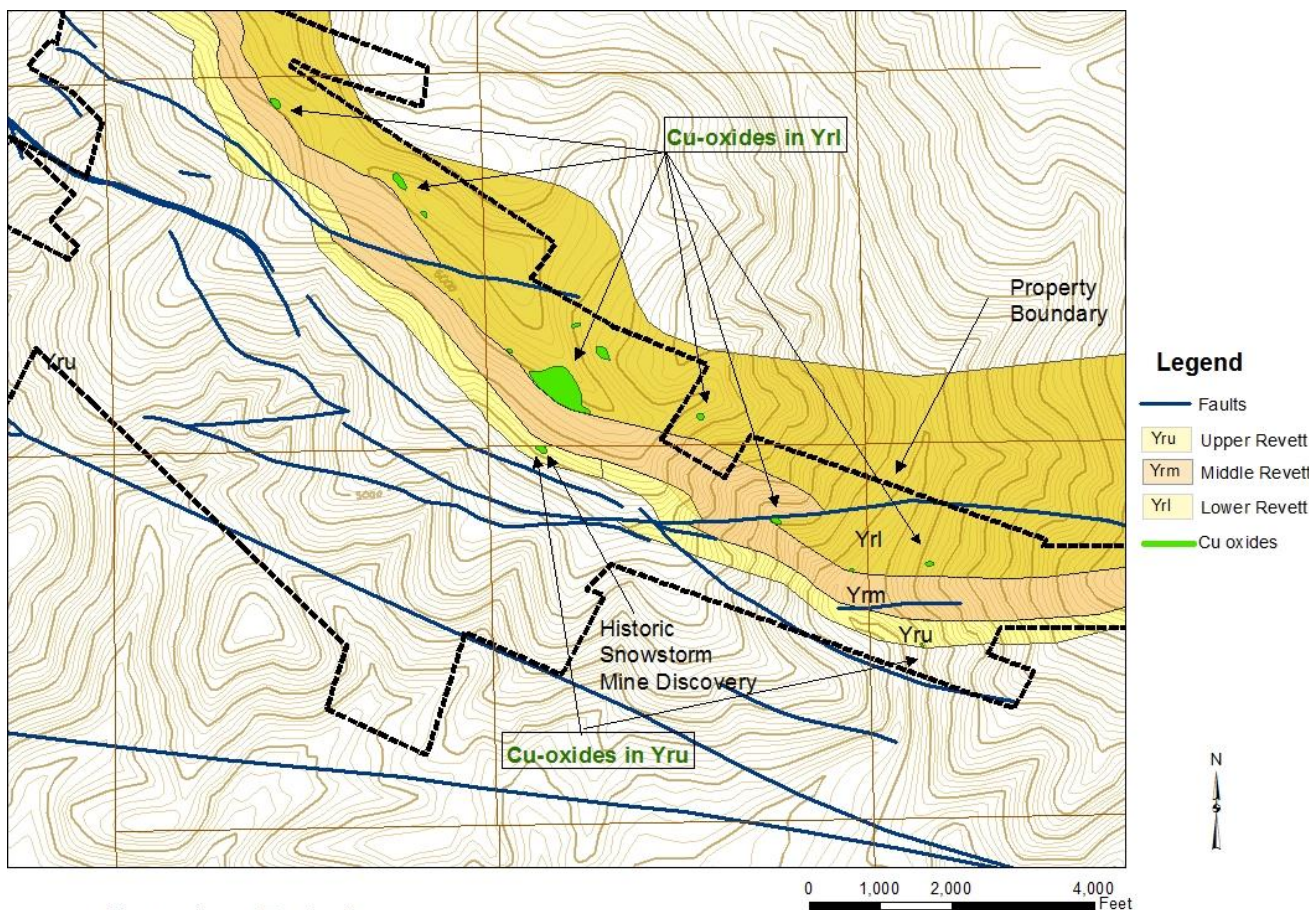 Cu-oxides in Yrl
Property
Boundary
6000
Yru
5000
Yrl
Yrm
Yru
Historic
Snowstorm
Mine Discovery
Cu-oxides in Yru
Legend
Faults
Yru Upper Revett
Yrm Middle Revett
Yrl Lower Revett
Cu oxides
N
0 1,000 2,000 4,000
Feet